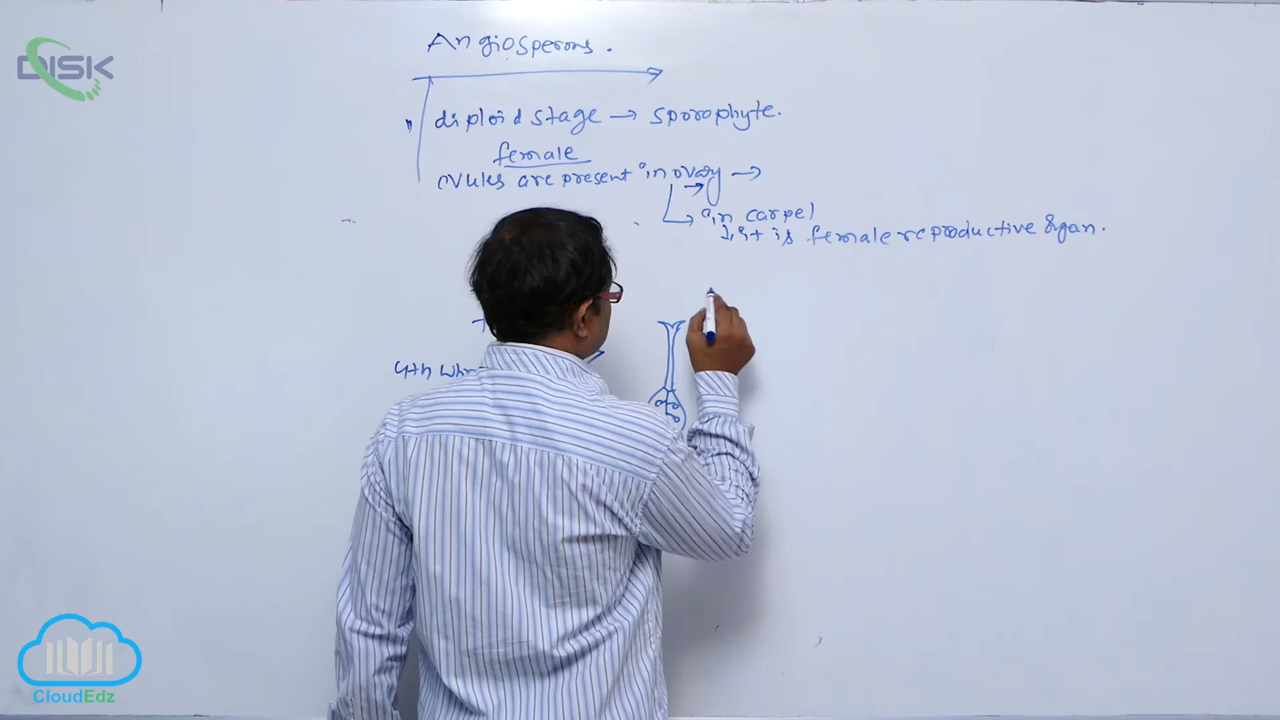 DISK
Angiosperms.
diploid stage → sporophyte.
female
ovules are present in ovary →
in carpel
It is female reproductive organ.
4th
CloudEdz